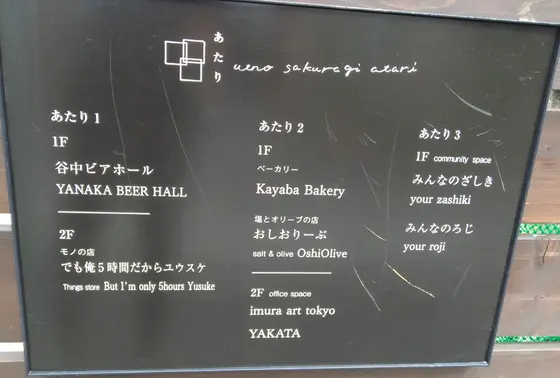 あたり
ueno sakuragi atari
あたり1
1F
谷中ビアホール
YANAKA BEER HALL
2F
モノの店
でも俺5時間だからユウスケ
Things store But I'm only 5hours Yusuke
あたり2
1F
ベーカリー
Kayaba Bakery
塩とオリーブの店
おしおりーぶ
salt & olive OshiOlive
2F office space
imura art tokyo
YAKATA
あたり3
1F community space
みんなのざしき
your zashiki
みんなのろじ
your roji